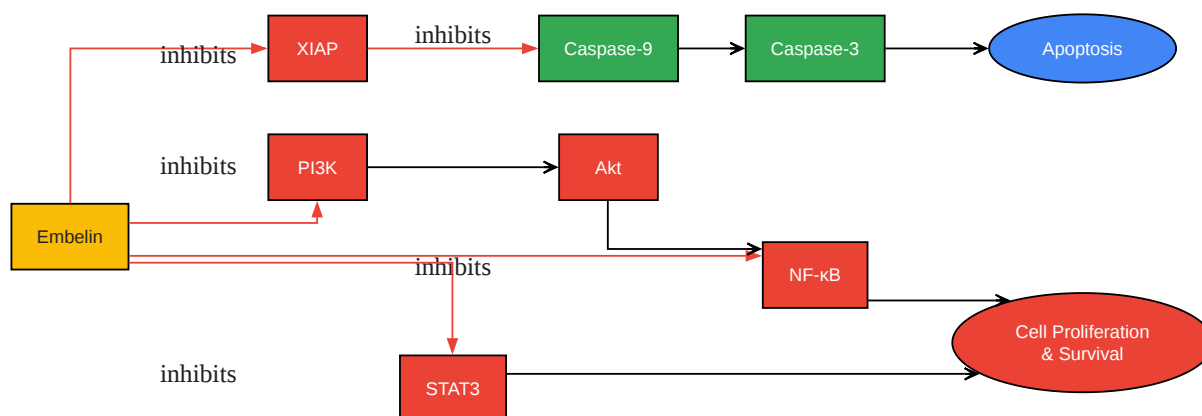 inhibits
XIAP
inhibits
Caspase-9
Caspase-3
Apoptosis
inhibits
PI3K
Akt
Embelin
inhibits
NF-κB
Cell Proliferation
& Survival
inhibits
STAT3